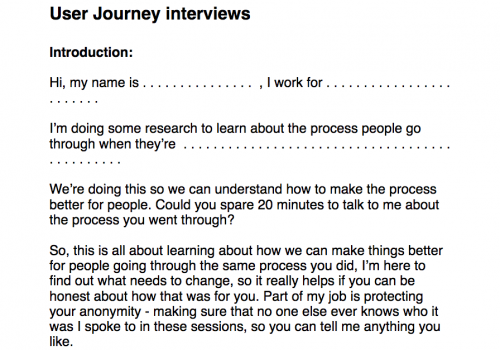 User Journey interviews
Introduction:
Hi, my name is . . . . . . . . . . . . . . . , I work for . . . . . . . . . . . . . . . . .
. . . . . . .
I'm doing some research to learn about the process people go
through when they're . . . . . . . . . . . . . . . . . . . . . . . . . . . . . . . . . . . .
. . . . . . . . . .
We're doing this so we can understand how to make the process
better for people. Could you spare 20 minutes to talk to me about
the process you went through?
So, this is all about learning about how we can make things better
for people going through the same process you did, I'm here to
find out what needs to change, so it really helps if you can be
honest about how that was for you. Part of my job is protecting
your anonymity - making sure that no one else ever knows who it
was I spoke to in these sessions, so you can tell me anything you
like.